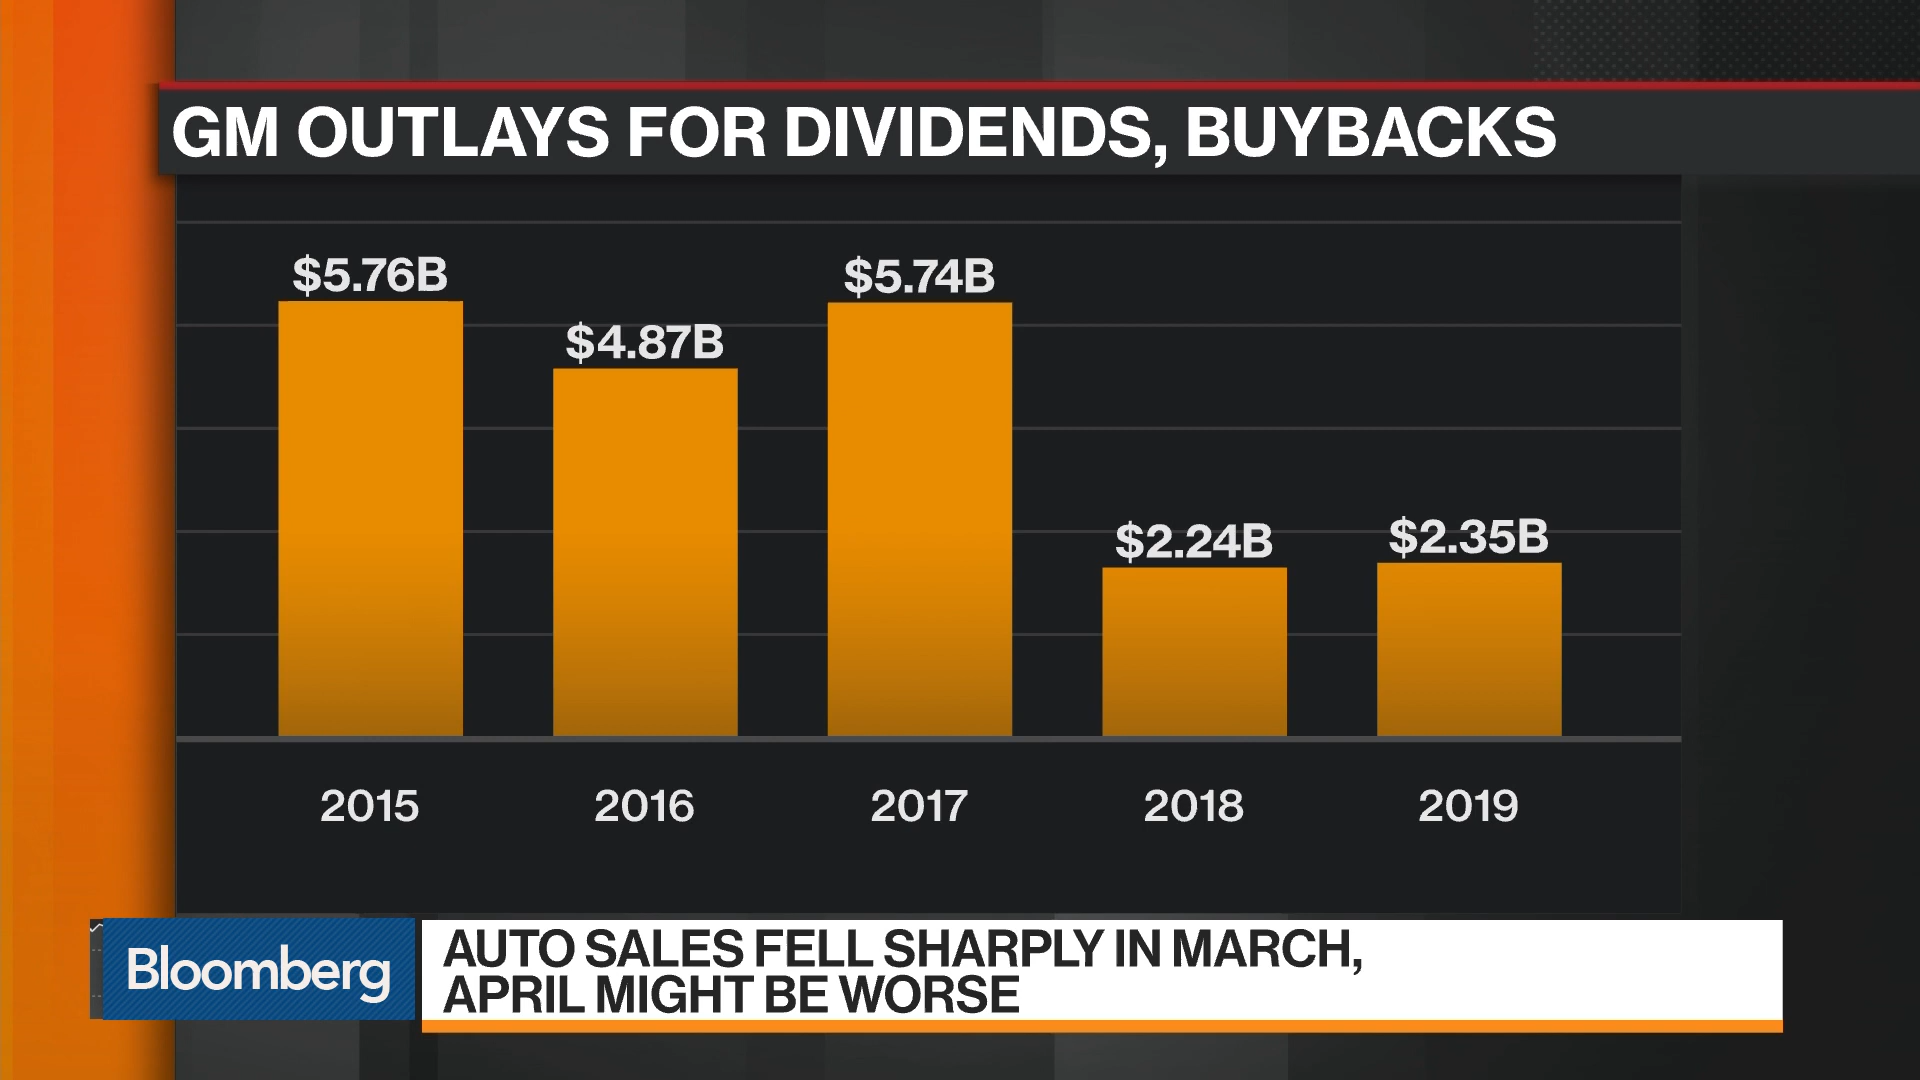 GM OUTLAYS FOR DIVIDENDS, BUYBACKS
$5.76B
$4.87B
$5.74B
$2.24B
$2.35B
2015
2016
2017
2018
2019
Bloomberg
AUTO SALES FELL SHARPLY IN MARCH,
APRIL MIGHT BE WORSE